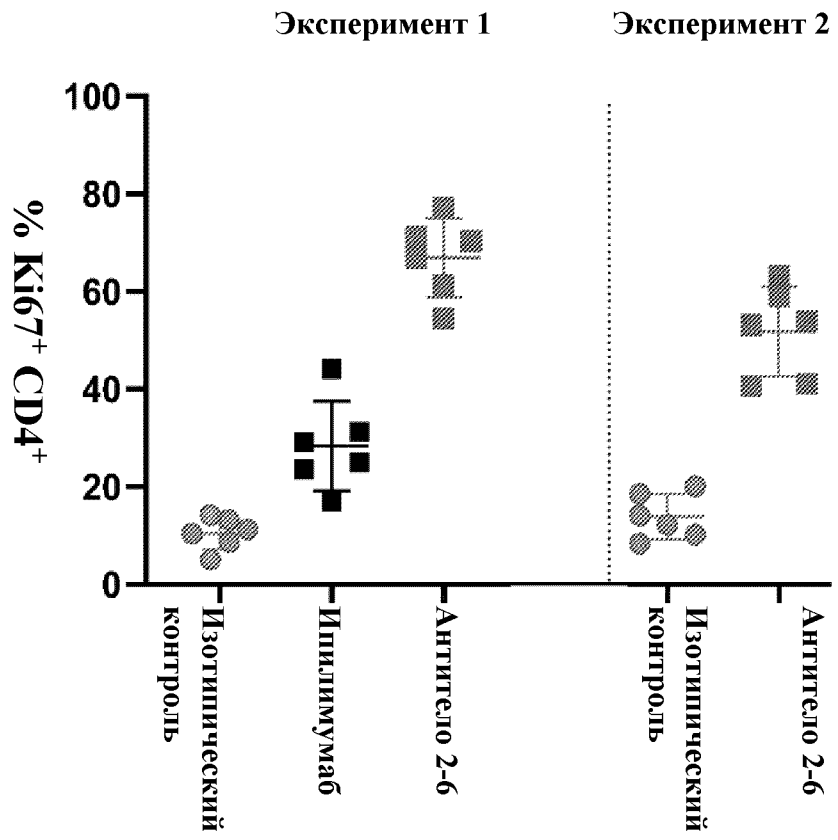 Эксперимент 1
Эксперимент 2
% Ki67⁺ CD4⁺
100
80
60
40
20
0
Изотипический
контроль
Ипилимумаб
Антитело 2-6
Изотипический
контроль
Антитело 2-6